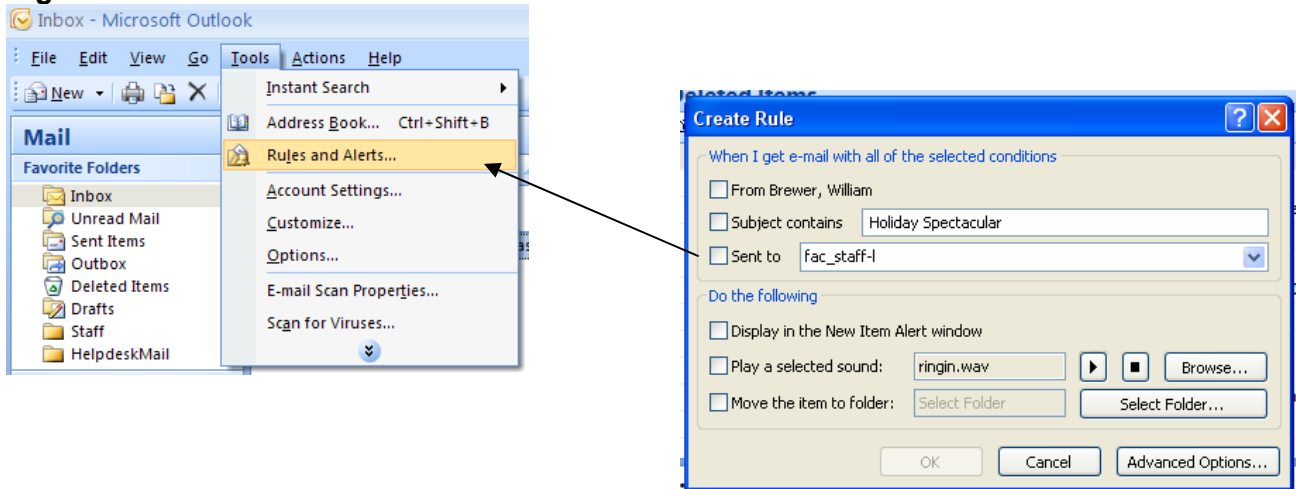 Inbox - Microsoft Outlook
File Edit View Go Tools Actions Help
New
Instant Search
Address Book... Ctrl+Shift+B
Rules and Alerts...
Account Settings...
Customize...
Options...
E-mail Scan Properties...
Scan for Viruses...
Mail
Favorite Folders
Inbox
Unread Mail
Sent Items
Outbox
Deleted Items
Drafts
Staff
HelpdeskMail
Deleted Items
Create Rule
When I get e-mail with all of the selected conditions
From Brewer, William
Subject contains Holiday Spectacular
Sent to fac_staff-l
Do the following
Display in the New Item Alert window
Play a selected sound: ringin.wav Browse...
Move the item to folder: Select Folder Select Folder...
OK Cancel Advanced Options...